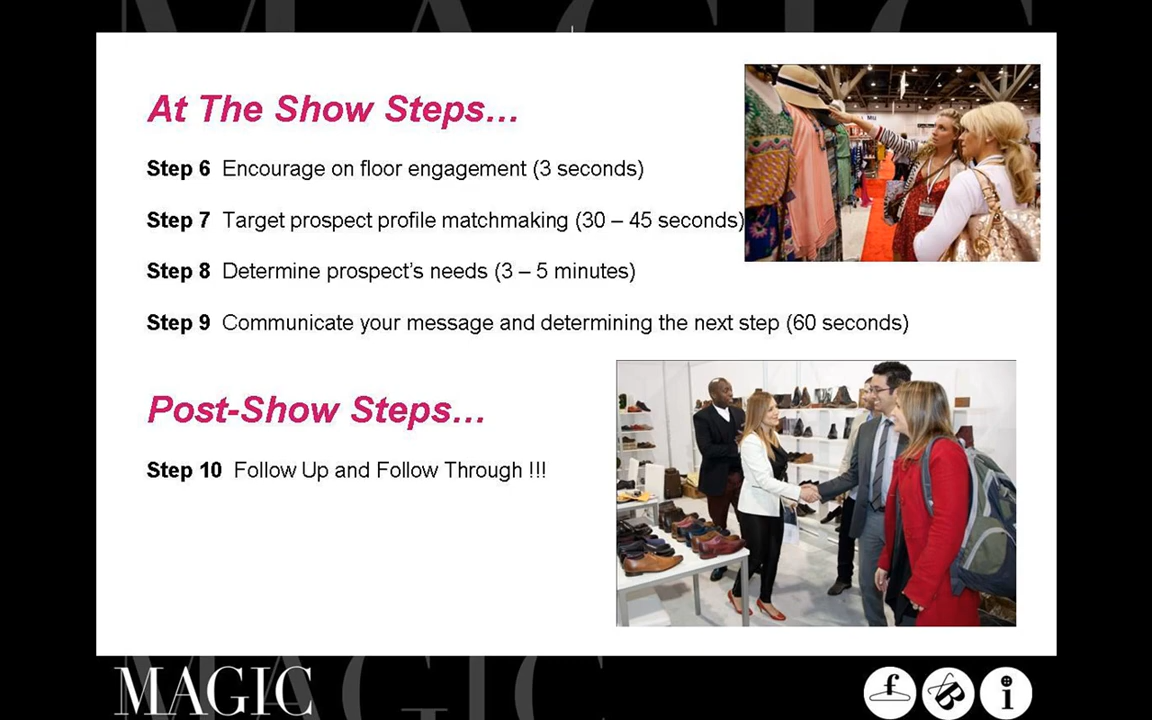 At The Show Steps…
Step 6 Encourage on floor engagement (3 seconds)
Step 7 Target prospect profile matchmaking (30 – 45 seconds)
Step 8 Determine prospect's needs (3 – 5 minutes)
Step 9 Communicate your message and determining the next step (60 seconds)
Post-Show Steps…
Step 10 Follow Up and Follow Through !!!
MAGIC